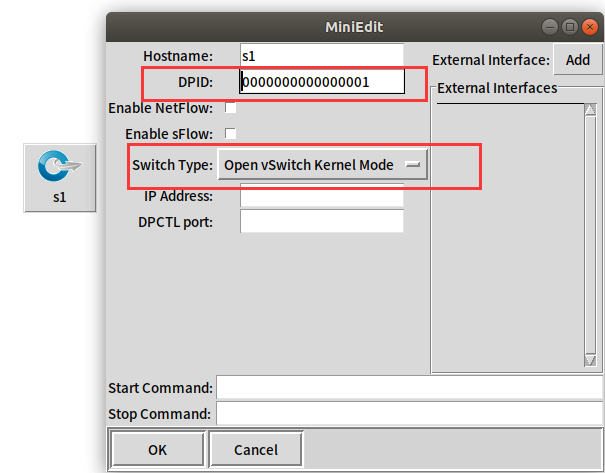 MiniEdit
Hostname: s1
External Interface: Add
DPID: 0000000000000001
External Interfaces
Enable NetFlow:
Enable sFlow:
Switch Type: Open vSwitch Kernel Mode
s1
IP Address:
DPCTL port:
Start Command:
Stop Command:
OK Cancel